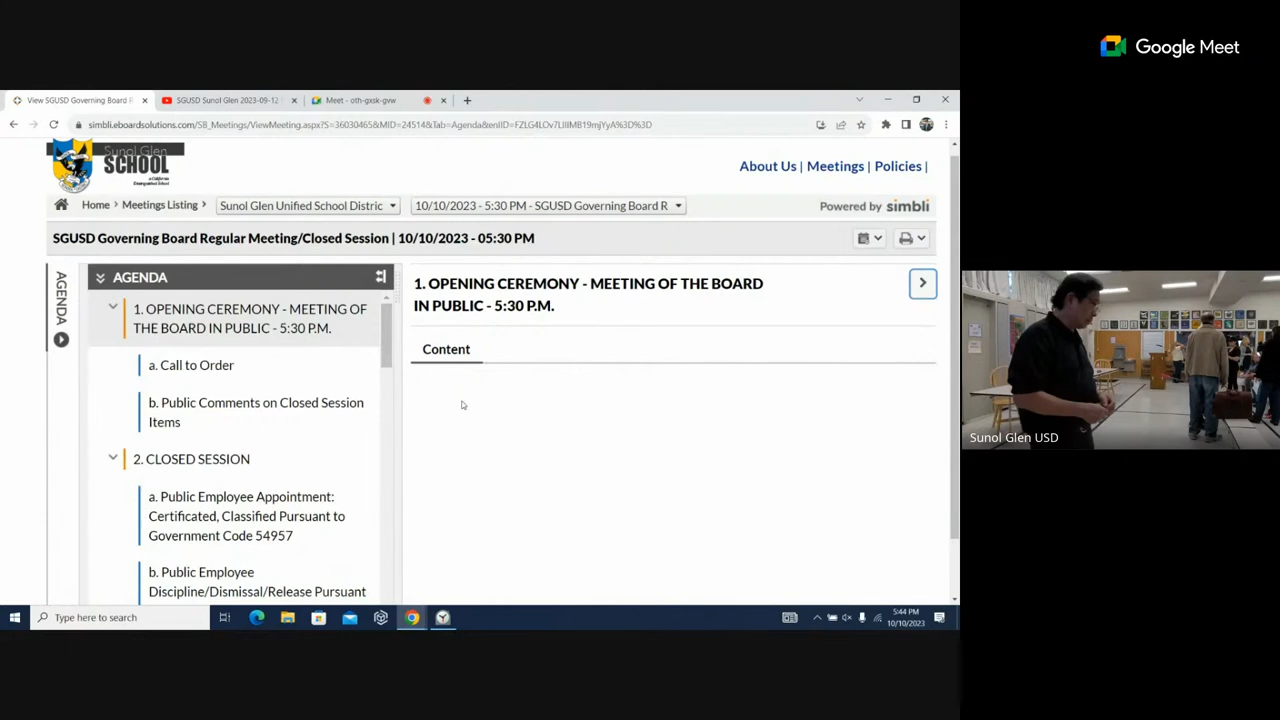 Google Meet
View SGUSD Governing Board R
SGUSD Sunol Glen 2023-09-12
Meet - oth-gxsk-gvw
simbli.eboardsolutions.com/SB_Meetings/ViewMeeting.aspx?S=36030465&MID=24514&Tab=Agenda&enIID=FZLG4LOv7LlIIMB19mjYyA%3D%3D
Sunol Glen
SCHOOL
About Us | Meetings | Policies |
Home > Meetings Listing >
Sunol Glen Unified School Distric
10/10/2023 - 5:30 PM - SGUSD Governing Board R
Powered by simbli
SGUSD Governing Board Regular Meeting/Closed Session | 10/10/2023 - 05:30 PM
AGENDA
AGENDA
1. OPENING CEREMONY - MEETING OF
THE BOARD IN PUBLIC - 5:30 P.M.
a. Call to Order
b. Public Comments on Closed Session
Items
2. CLOSED SESSION
a. Public Employee Appointment:
Certificated, Classified Pursuant to
Government Code 54957
b. Public Employee
Discipline/Dismissal/Release Pursuant
1. OPENING CEREMONY - MEETING OF THE BOARD
IN PUBLIC - 5:30 P.M.
Content
Sunol Glen USD
Type here to search
5:44 PM
10/10/2023